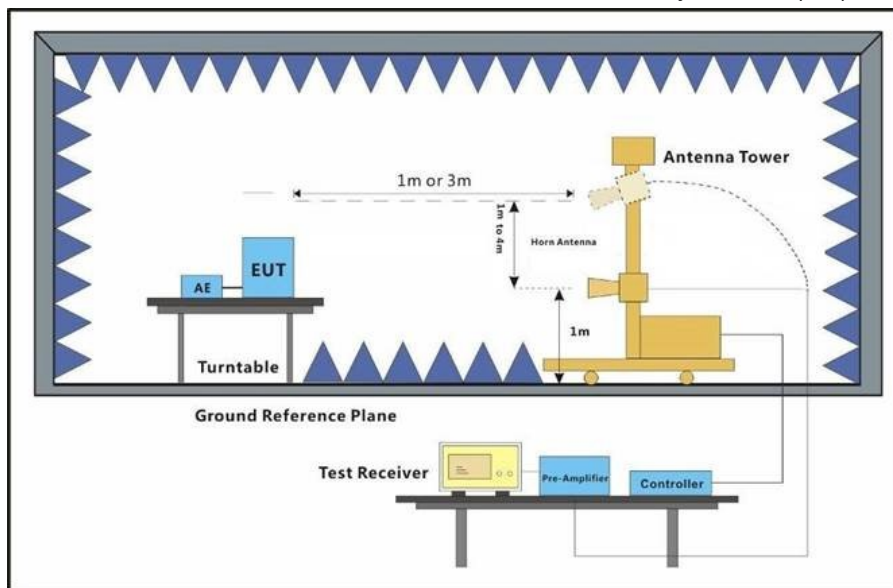 Antenna Tower
1m or 3m
1m to 4m
Horn Antenna
EUT
AE
1m
Turntable
Ground Reference Plane
Test Receiver
Pre-Amplifier
Controller